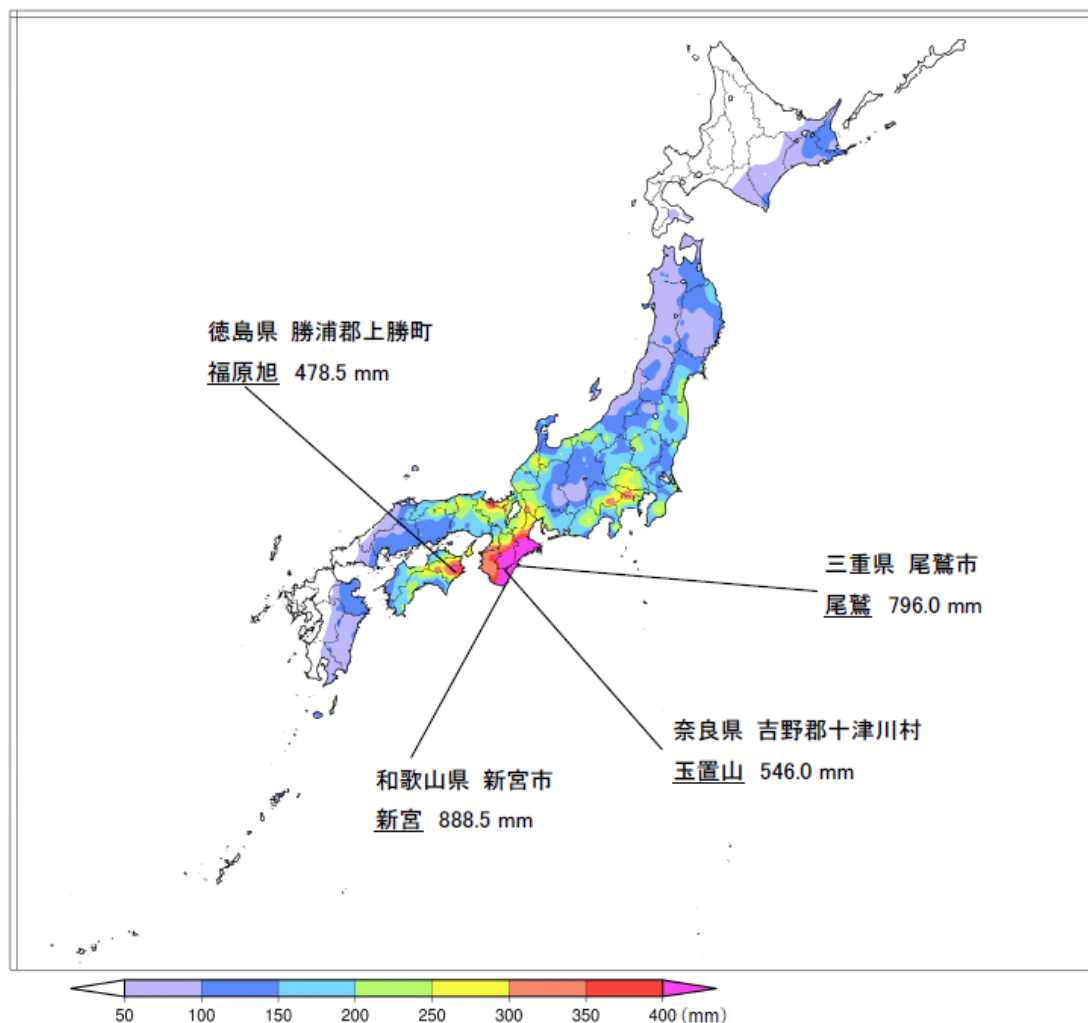 徳島県 勝浦郡上勝町
福原旭 478.5 mm
三重県 尾鷲市
尾鷲 796.0 mm
奈良県 吉野郡十津川村
玉置山 546.0 mm
和歌山県 新宮市
新宮 888.5 mm
50 100 150 200 250 300 350 400 (mm)